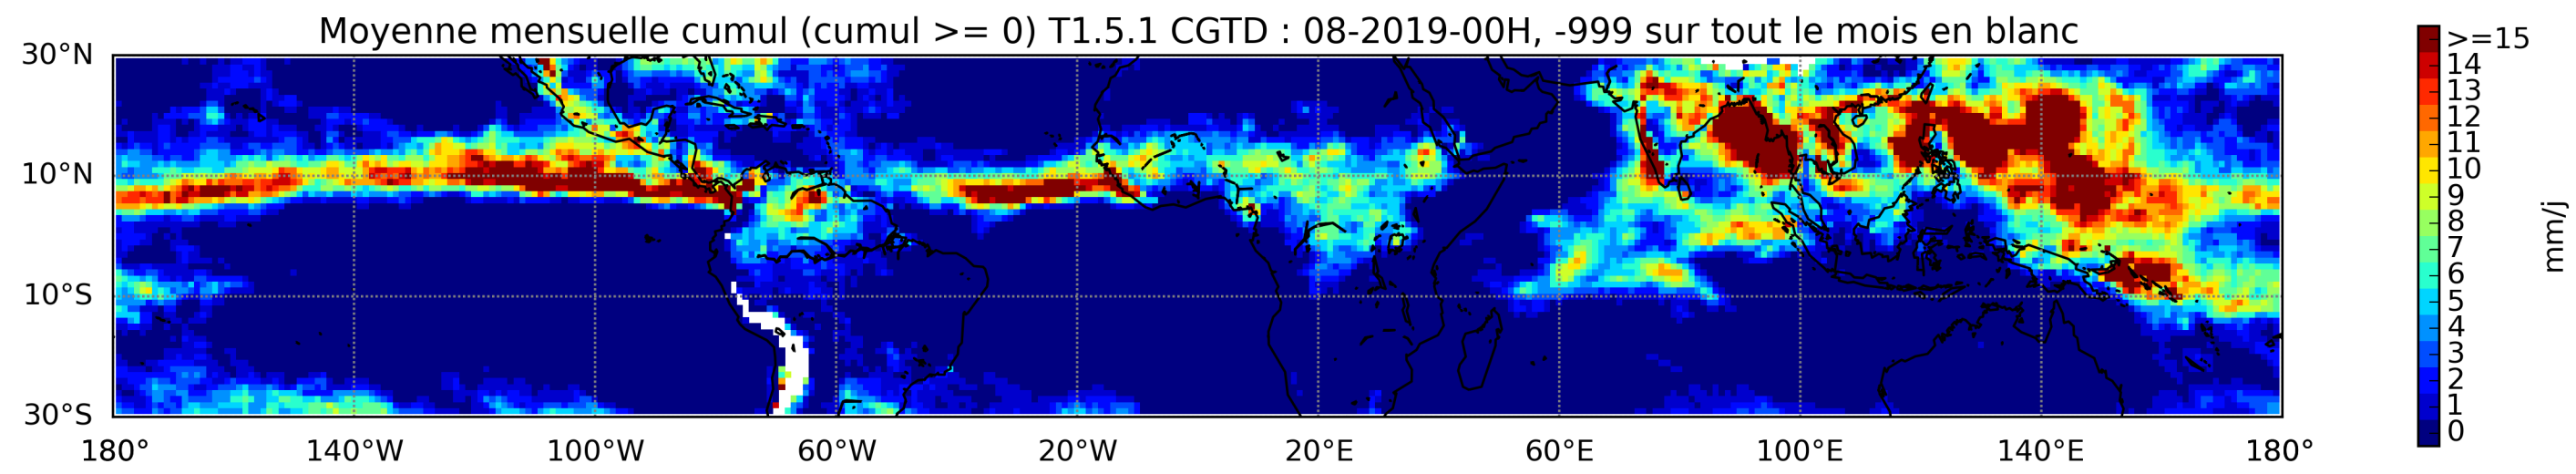 Moyenne mensuelle cumul (cumul >= 0) T1.5.1 CGTD : 08-2019-00H, -999 sur tout le mois en blanc
30°N
10°N
10°S
30°S
180°
140°W
100°W
60°W
20°W
20°E
60°E
100°E
140°E
180°
>=15
14
13
12
11
10
9
8
7
6
5
4
3
2
1
0
mm/j